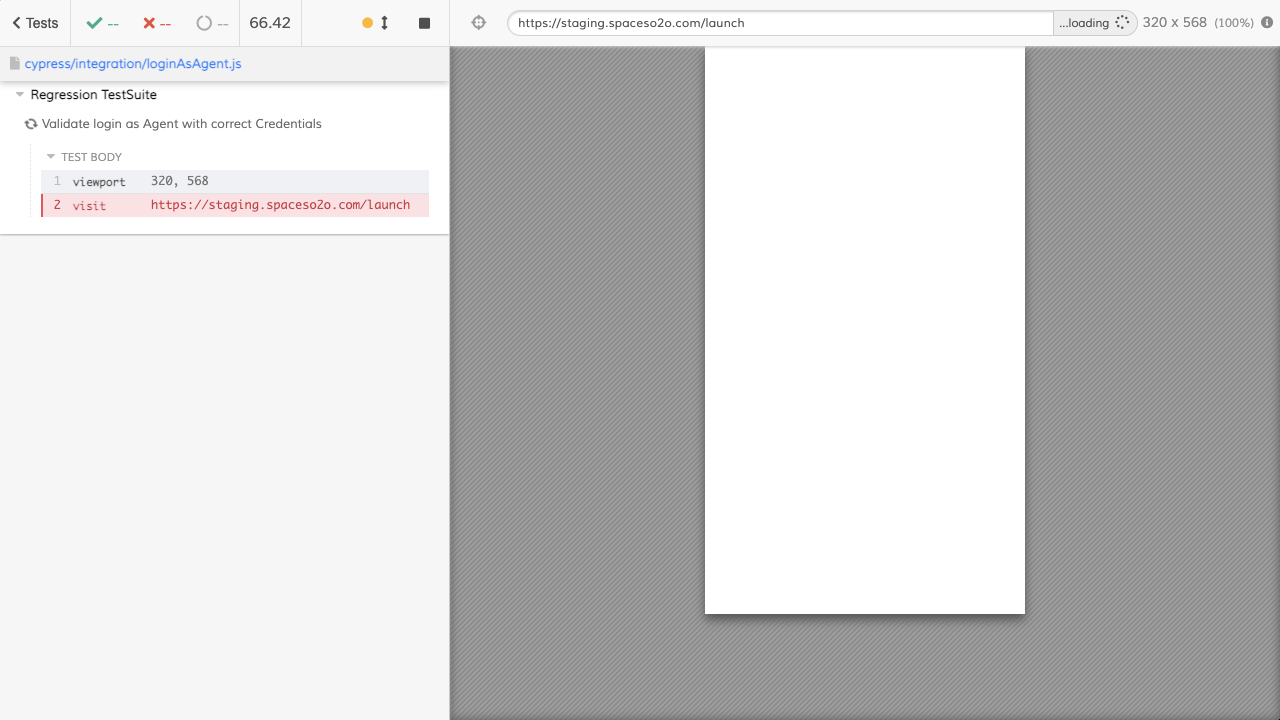 Tests -- -- -- 66.42 https://staging.spaceso2o.com/launch ...loading 320 x 568 (100%)
cypress/integration/loginAsAgent.js
Regression TestSuite
Validate login as Agent with correct Credentials
TEST BODY
1 viewport 320, 568
2 visit https://staging.spaceso2o.com/launch